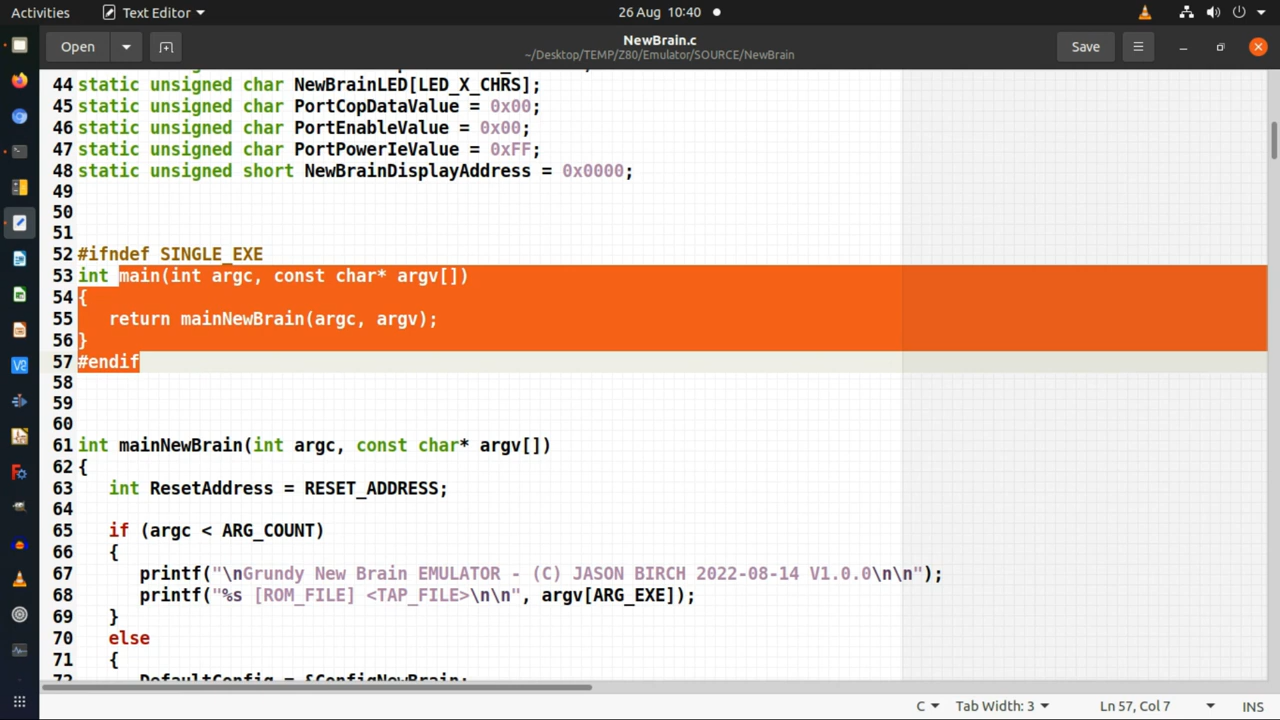 Activities
Text Editor
26 Aug 10:40
Open
NewBrain.c
~/Desktop/TEMP/Z80/Emulator/SOURCE/NewBrain
Save
44 static unsigned char NewBrainLED[LED_X_CHRS];
45 static unsigned char PortCopDataValue = 0x00;
46 static unsigned char PortEnableValue = 0x00;
47 static unsigned char PortPowerIeValue = 0xFF;
48 static unsigned short NewBrainDisplayAddress = 0x0000;
49
50
51
52 #ifndef SINGLE_EXE
53 int main(int argc, const char* argv[])
54 {
55    return mainNewBrain(argc, argv);
56 }
57 #endif
58
59
60
61 int mainNewBrain(int argc, const char* argv[])
62 {
63    int ResetAddress = RESET_ADDRESS;
64
65    if (argc < ARG_COUNT)
66    {
67       printf("\nGrundy New Brain EMULATOR - (C) JASON BIRCH 2022-08-14 V1.0.0\n\n");
68       printf("%s [ROM_FILE] <TAP_FILE>\n\n", argv[ARG_EXE]);
69    }
70    else
71    {
72       DefaultConfig = &ConfigNewBrain;
C
Tab Width: 3
Ln 57, Col 7
INS